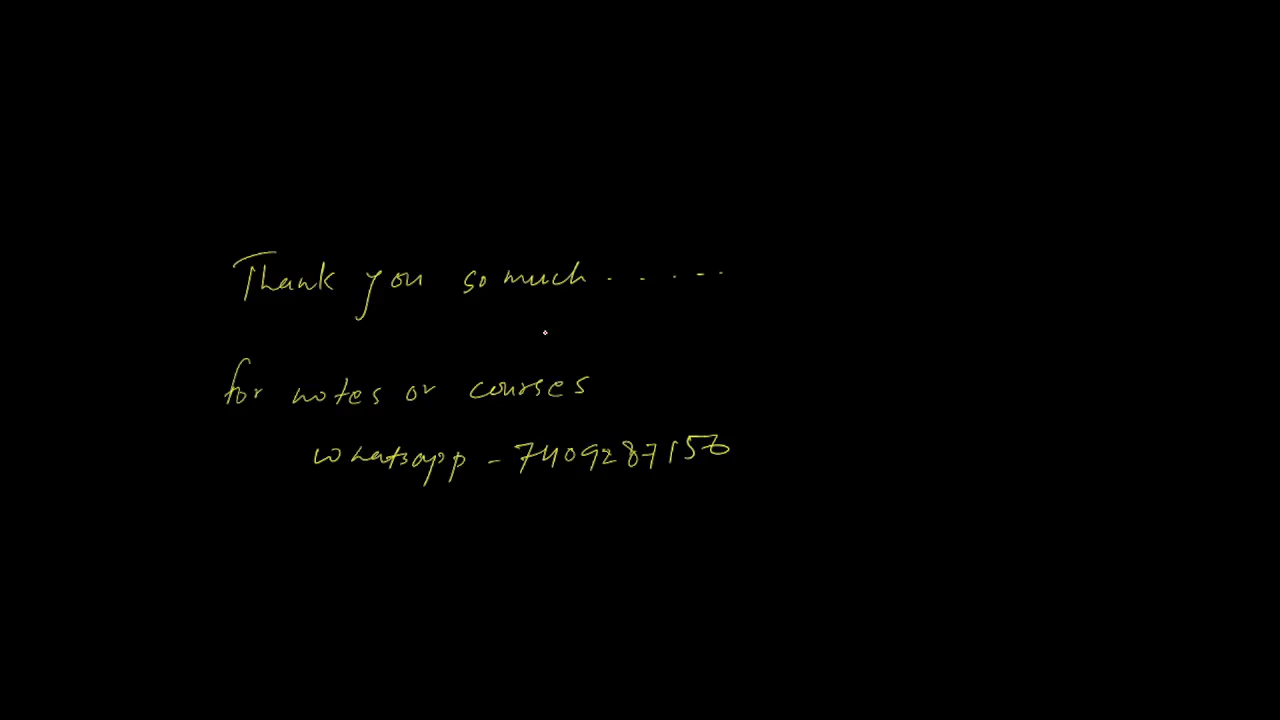 Thank you so much . . . . .
for notes or courses
whatsapp - 7409287156